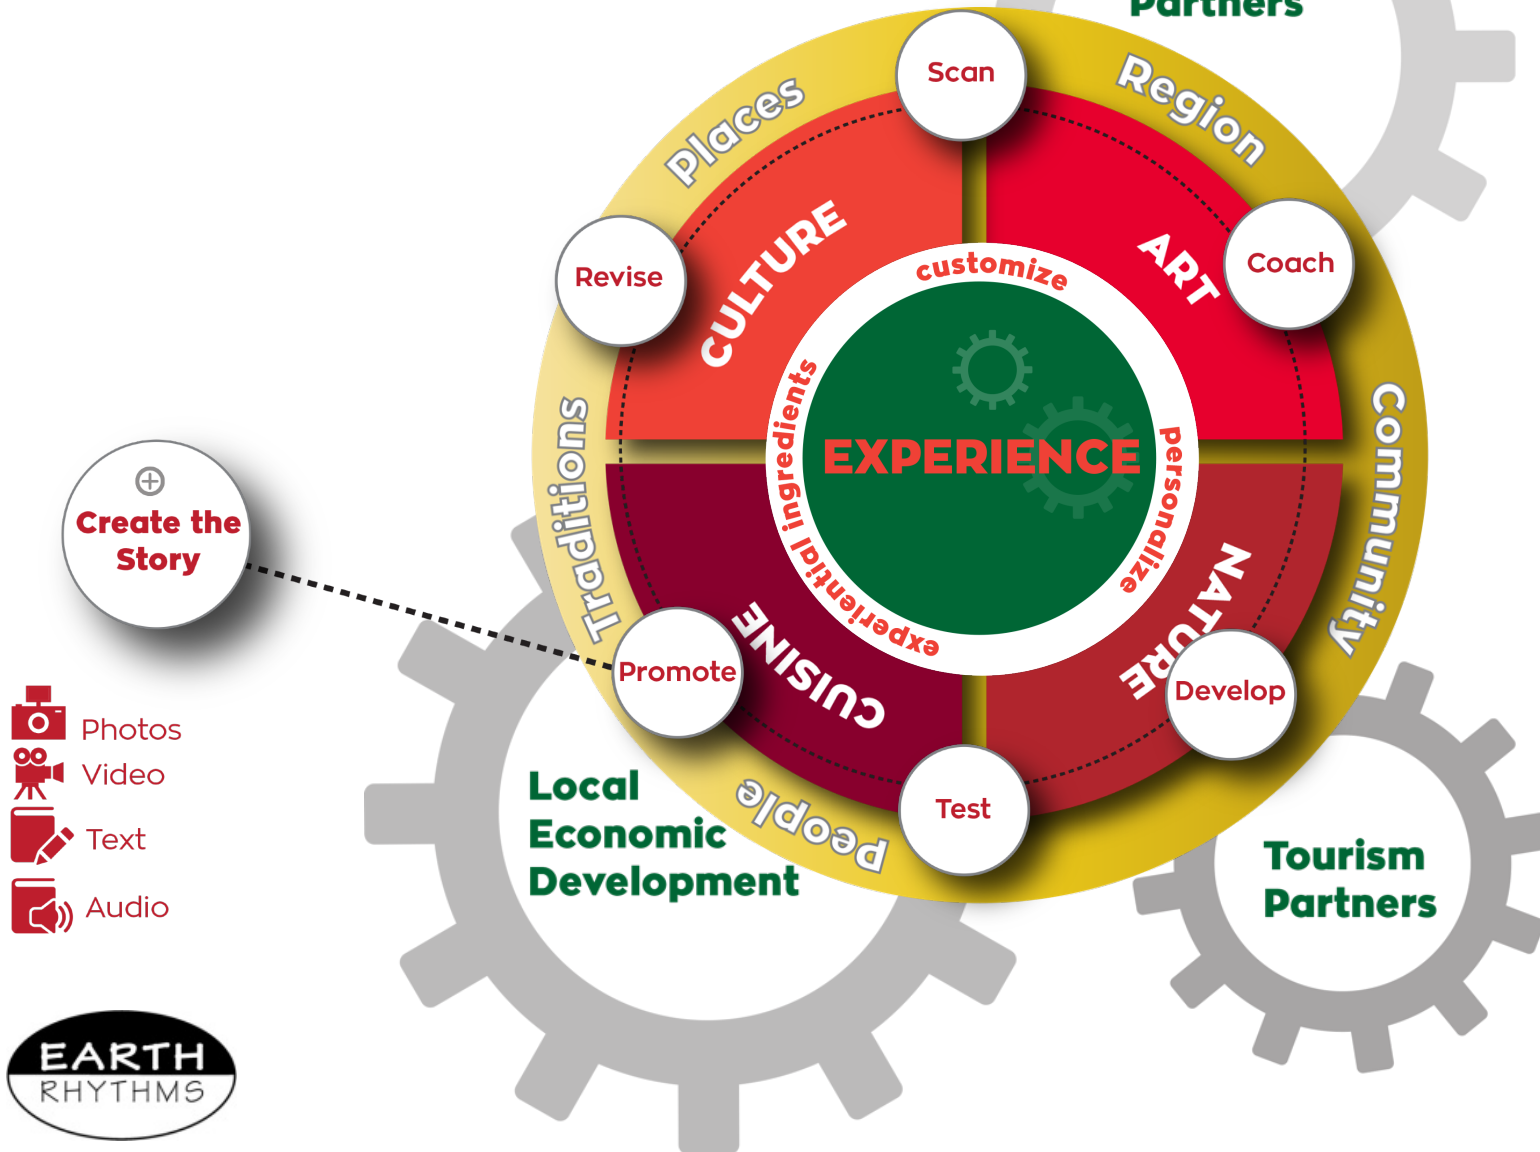 Partners
Scan
Region
Places
Coach
Revise
CULTURE
ART
customize
experiential ingredients
personalize
EXPERIENCE
Community
Traditions
Create the
Story
NATURE
CUISINE
Promote
Develop
Test
people
Photos
Video
Text
Audio
Local
Economic
Development
Tourism
Partners
EARTH
RHYTHMS